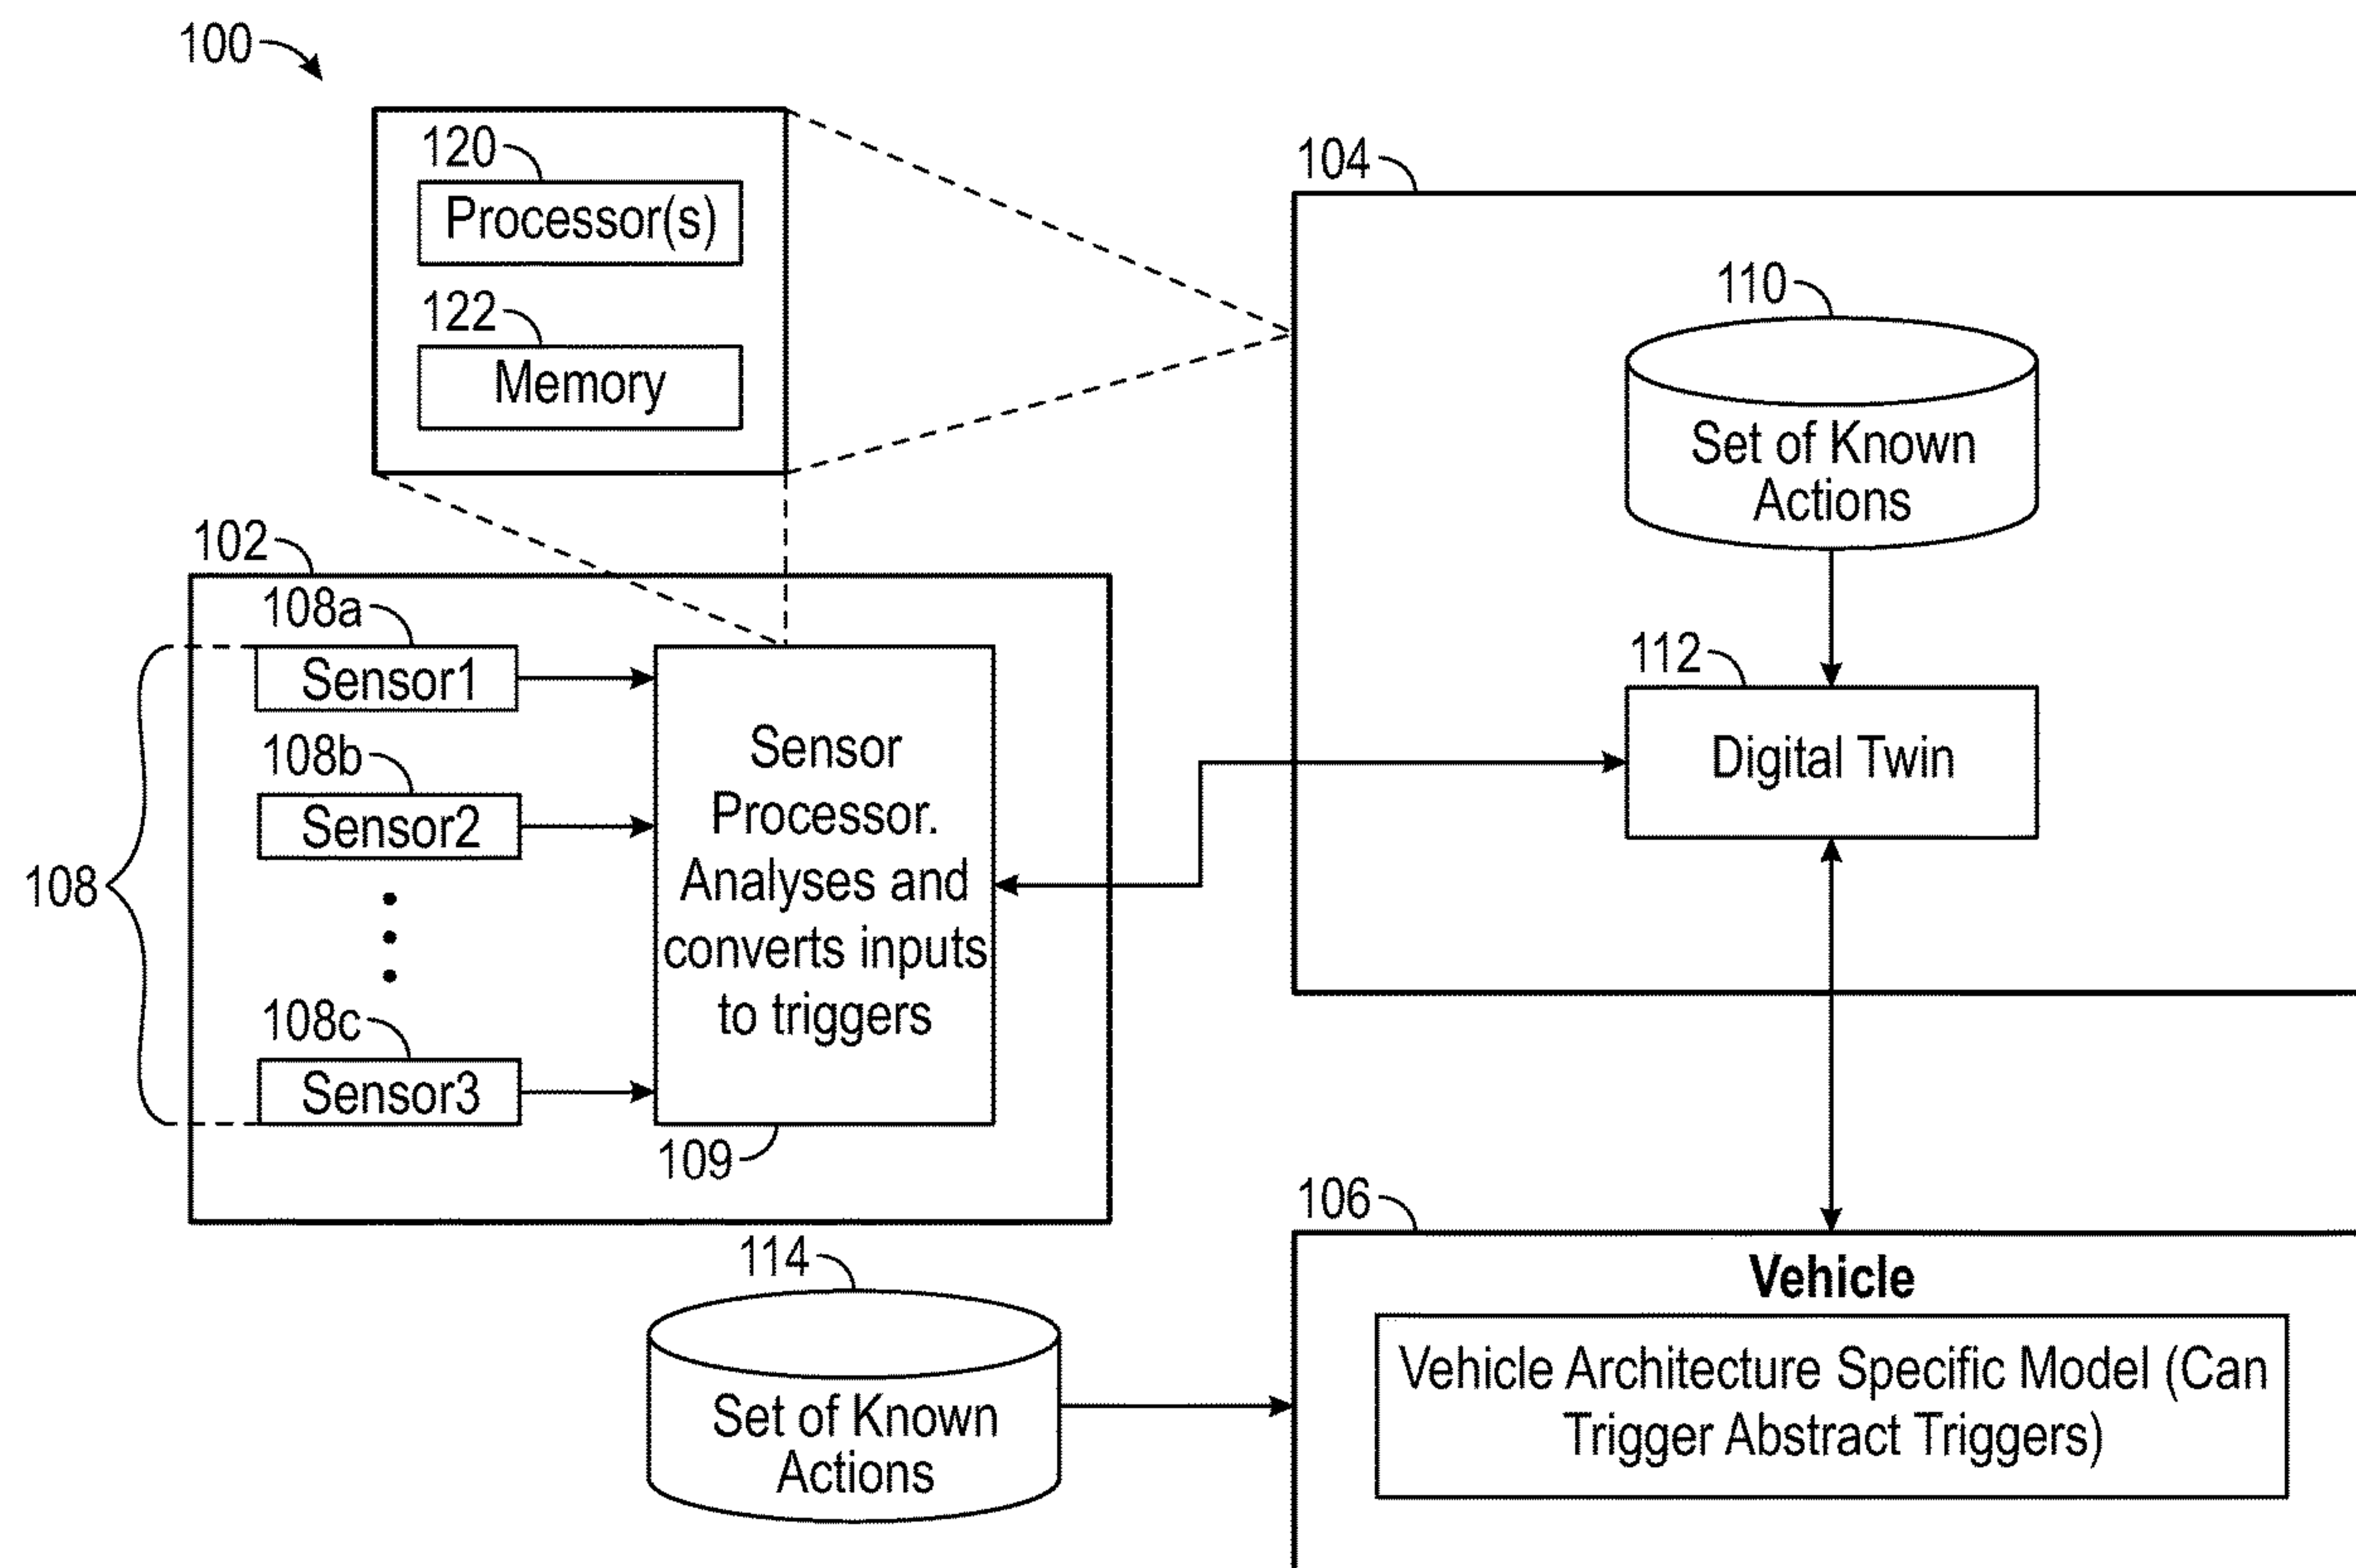 100
120
Processor(s)
122
Memory
104
110
Set of Known
Actions
112
Digital Twin
102
108a
Sensor1
108b
Sensor2
108
108c
Sensor3
Sensor
Processor.
Analyses and
converts inputs
to triggers
109
114
Set of Known
Actions
106
Vehicle
Vehicle Architecture Specific Model (Can
Trigger Abstract Triggers)